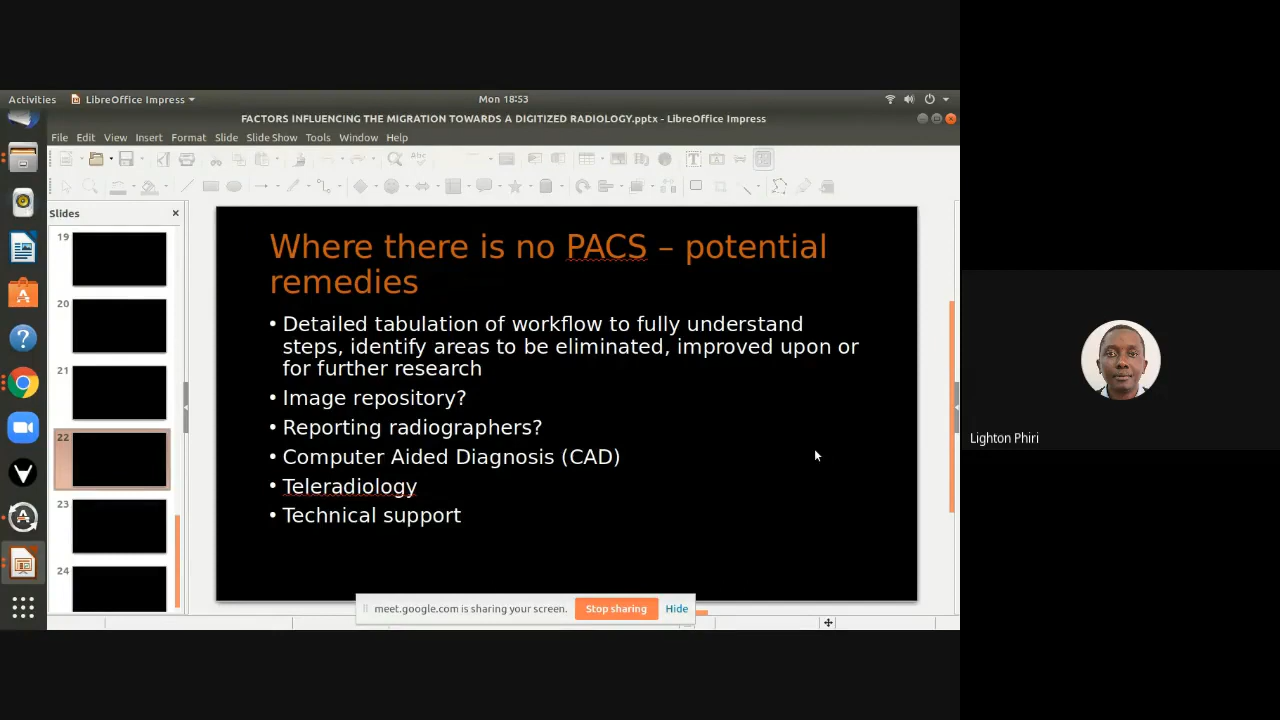 Activities LibreOffice Impress Mon 18:53
FACTORS INFLUENCING THE MIGRATION TOWARDS A DIGITIZED RADIOLOGY.pptx - LibreOffice Impress
File Edit View Insert Format Slide Slide Show Tools Window Help
Slides
19
20
21
22
23
24
Where there is no PACS – potential
remedies
• Detailed tabulation of workflow to fully understand
steps, identify areas to be eliminated, improved upon or
for further research
• Image repository?
• Reporting radiographers?
• Computer Aided Diagnosis (CAD)
• Teleradiology
• Technical support
meet.google.com is sharing your screen. Stop sharing Hide
Lighton Phiri